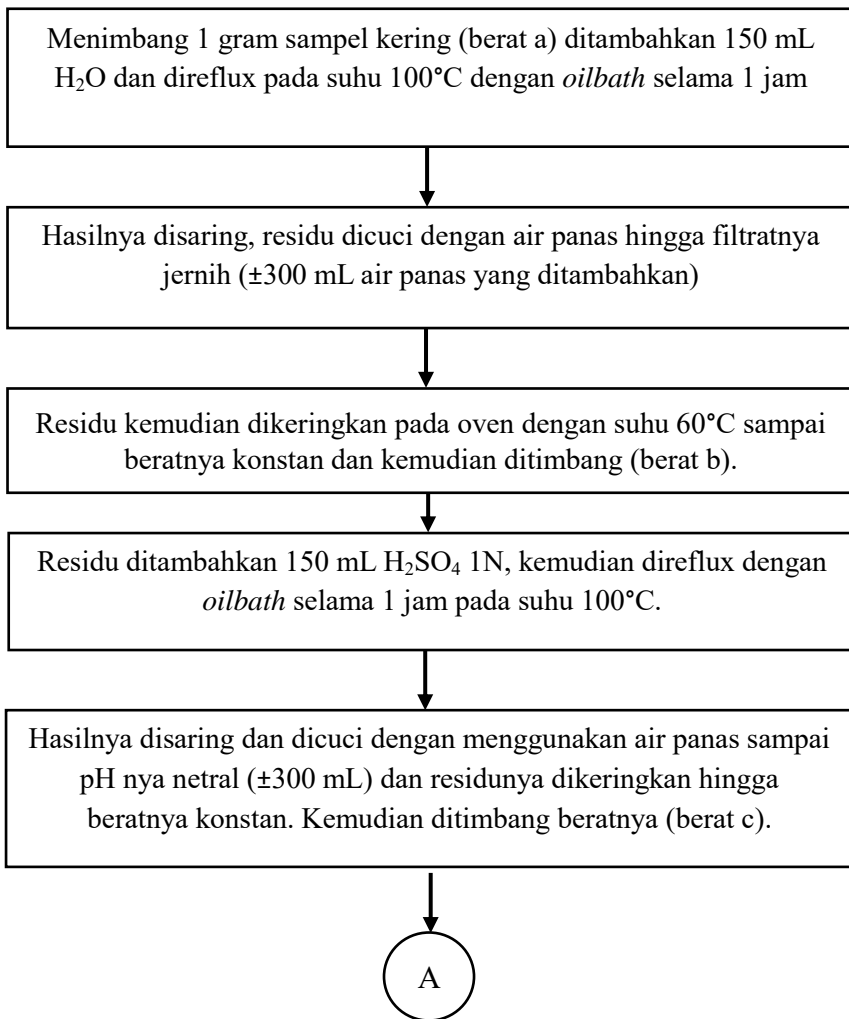 Menimbang 1 gram sampel kering (berat a) ditambahkan 150 mL
H₂O dan direflux pada suhu 100°C dengan oilbath selama 1 jam
Hasilnya disaring, residu dicuci dengan air panas hingga filtratnya
jernih (±300 mL air panas yang ditambahkan)
Residu kemudian dikeringkan pada oven dengan suhu 60°C sampai
beratnya konstan dan kemudian ditimbang (berat b).
Residu ditambahkan 150 mL H₂SO₄ 1N, kemudian direflux dengan
oilbath selama 1 jam pada suhu 100°C.
Hasilnya disaring dan dicuci dengan menggunakan air panas sampai
pH nya netral (±300 mL) dan residunya dikeringkan hingga
beratnya konstan. Kemudian ditimbang beratnya (berat c).
A